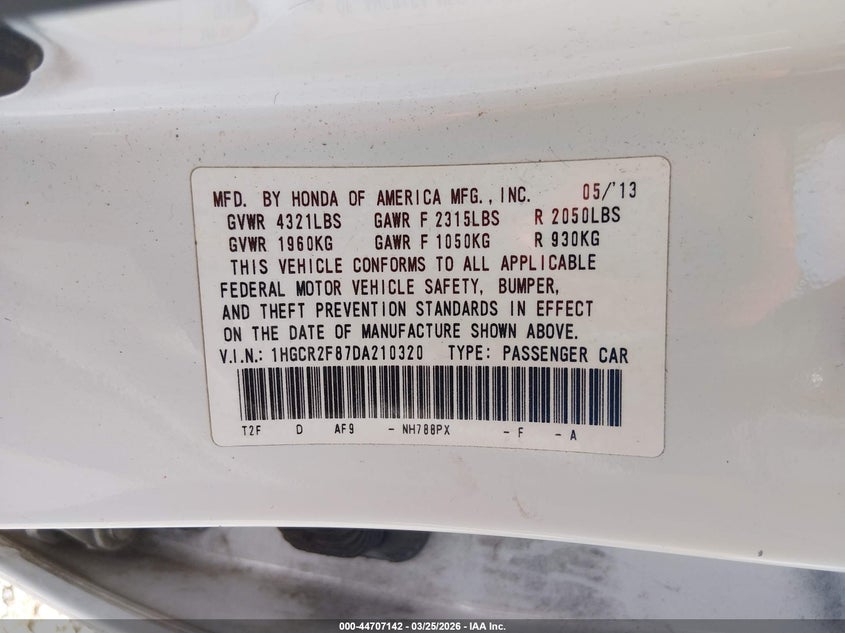 MFD. BY HONDA OF AMERICA MFG., INC. 05/'13
GVWR 4321LBS GAWR F 2315LBS R 2050LBS
GVWR 1960KG GAWR F 1050KG R 930KG
THIS VEHICLE CONFORMS TO ALL APPLICABLE
FEDERAL MOTOR VEHICLE SAFETY, BUMPER,
AND THEFT PREVENTION STANDARDS IN EFFECT
ON THE DATE OF MANUFACTURE SHOWN ABOVE.
V.I.N.: 1HGCR2F87DA210320 TYPE: PASSENGER CAR
T2F D AF9 - NH788PX - F - A
000-44707142 - 03/25/2026 - IAA Inc.